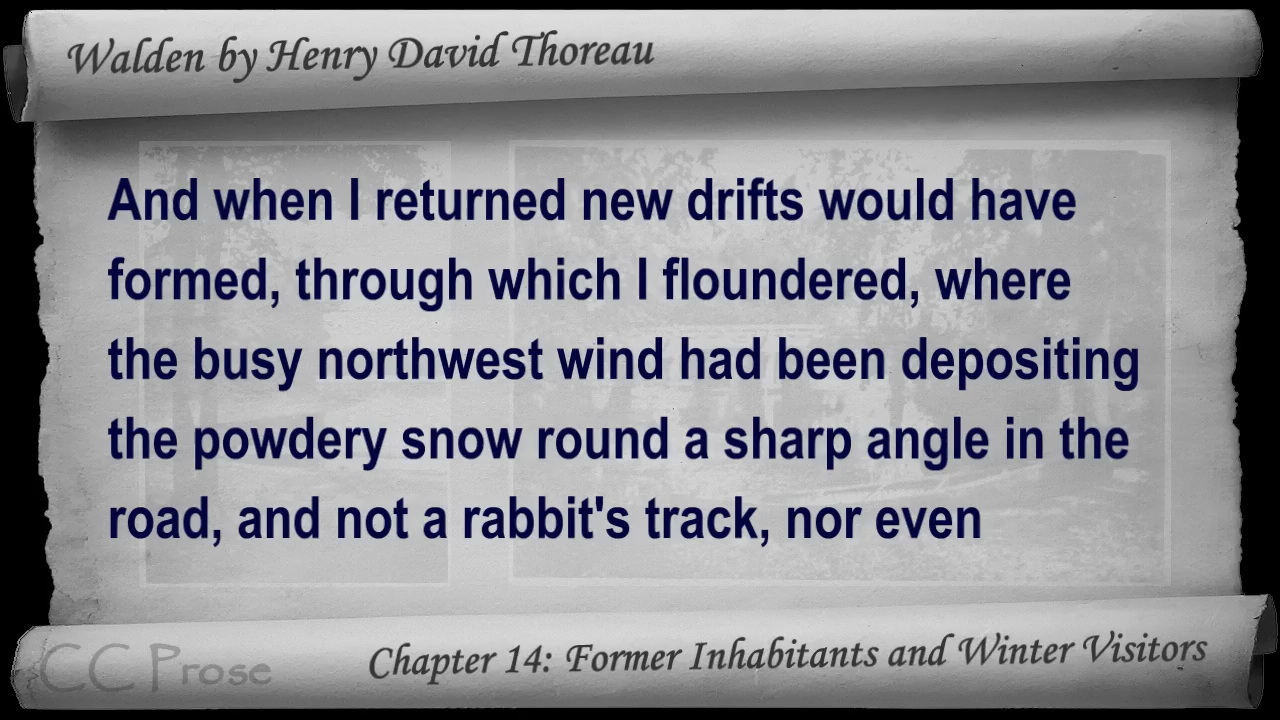 Walden by Henry David Thoreau
And when I returned new drifts would have
formed, through which I floundered, where
the busy northwest wind had been depositing
the powdery snow round a sharp angle in the
road, and not a rabbit's track, nor even
CC Prose
Chapter 14: Former Inhabitants and Winter Visitors